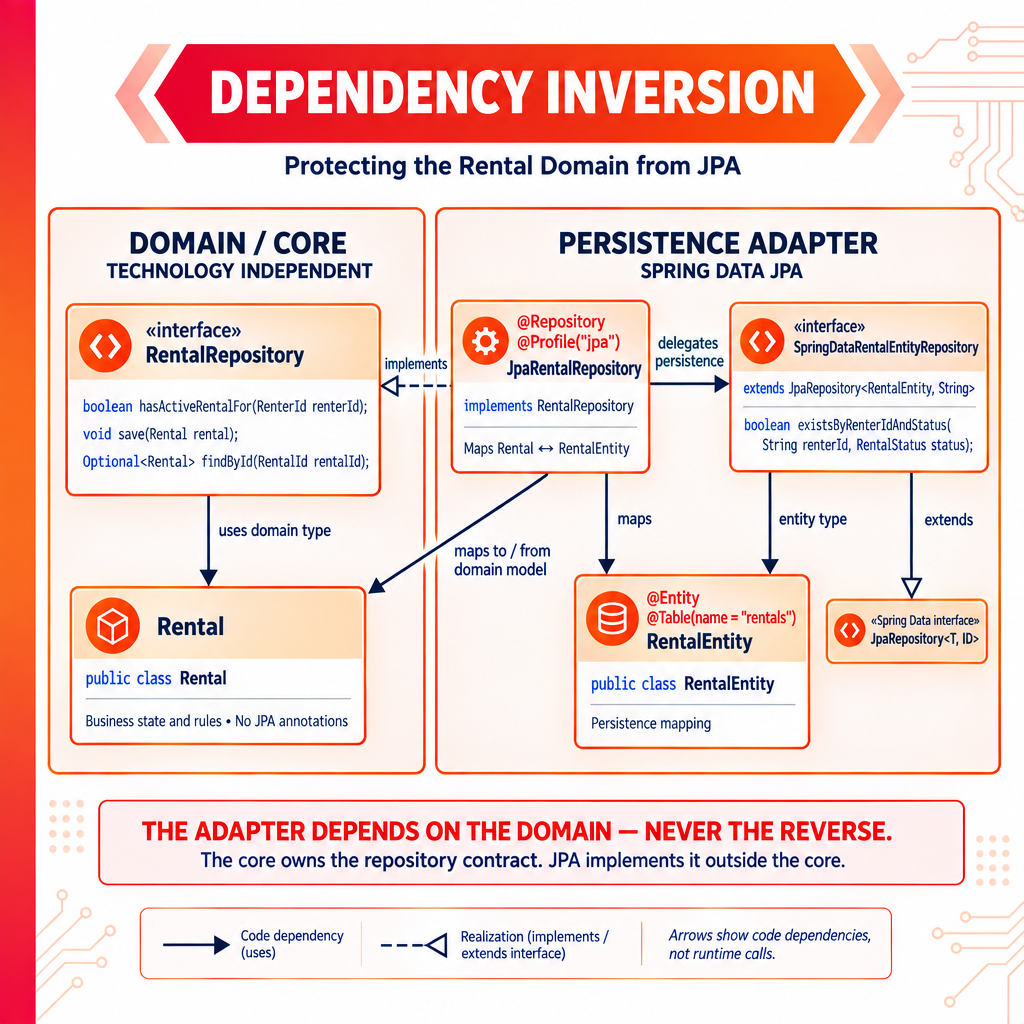 DEPENDENCY INVERSION
Protecting the Rental Domain from JPA
DOMAIN / CORE
TECHNOLOGY INDEPENDENT
«interface»
RentalRepository
boolean hasActiveRentalFor(RenterId renterId);
void save(Rental rental);
Optional<Rental> findById(RentalId rentalId);
uses domain type
Rental
public class Rental
Business state and rules • No JPA annotations
implements
PERSISTENCE ADAPTER
SPRING DATA JPA
@Repository
@Profile("jpa")
JpaRentalRepository
implements RentalRepository
Maps Rental ↔ RentalEntity
delegates
persistence
«interface»
SpringDataRentalEntityRepository
extends JpaRepository<RentalEntity, String>
boolean existsByRenterIdAndStatus(
String renterId, RentalStatus status);
maps to / from
domain model
maps
entity type
extends
@Entity
@Table(name = "rentals")
RentalEntity
public class RentalEntity
Persistence mapping
«Spring Data interface»
JpaRepository<T, ID>
THE ADAPTER DEPENDS ON THE DOMAIN — NEVER THE REVERSE.
The core owns the repository contract. JPA implements it outside the core.
Code dependency
(uses)
Realization (implements /
extends interface)
Arrows show code dependencies,
not runtime calls.